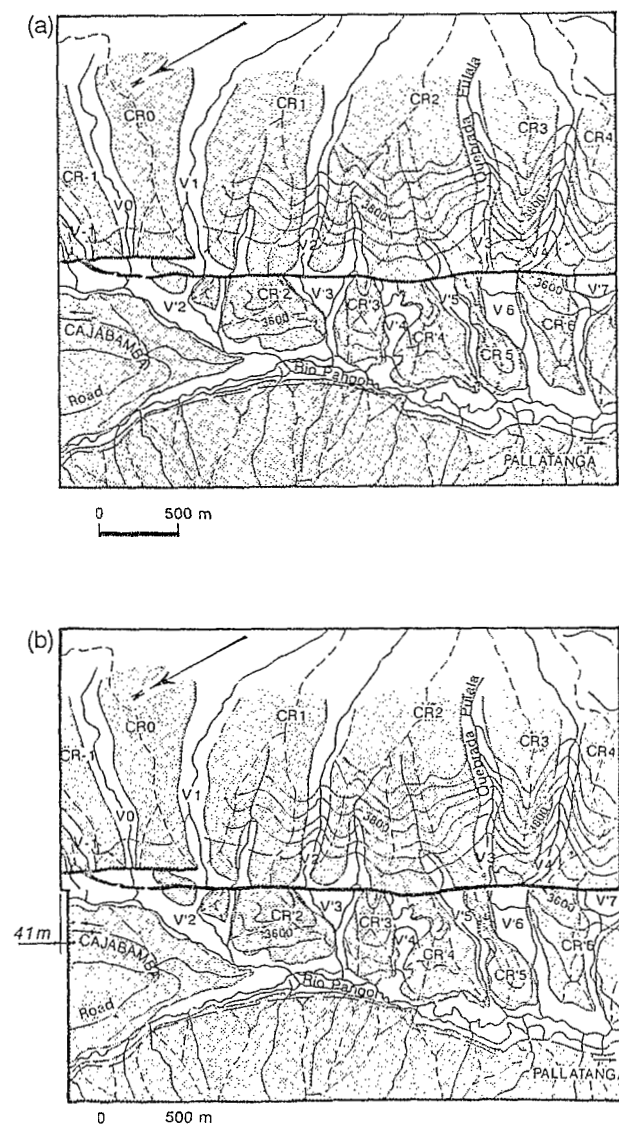 (a)
CR0
CR1
CR2
Quebrada Pilala
CR3
CR4
CR-1
V0
V1
V-1
V2
3800
V3
3800
V4
V'2
CR'2
3600
V'3
CR'3
V'4
CR'4
V'5
V'6
CR'5
3600
CR'6
V'7
CAJABAMBA
Road
Rio Pangor
PALLATANGA
0 500 m
(b)
CR0
CR1
CR2
Quebrada Pilala
CR3
CR4
CR-1
V0
V1
V-1
V2
3800
V3
3800
V4
V'2
CR'2
3600
V'3
CR'3
V'4
CR'4
V'5
V'6
CR'5
3600
CR'6
V'7
41m
CAJABAMBA
Road
Rio Pangor
PALLATANGA
0 500 m